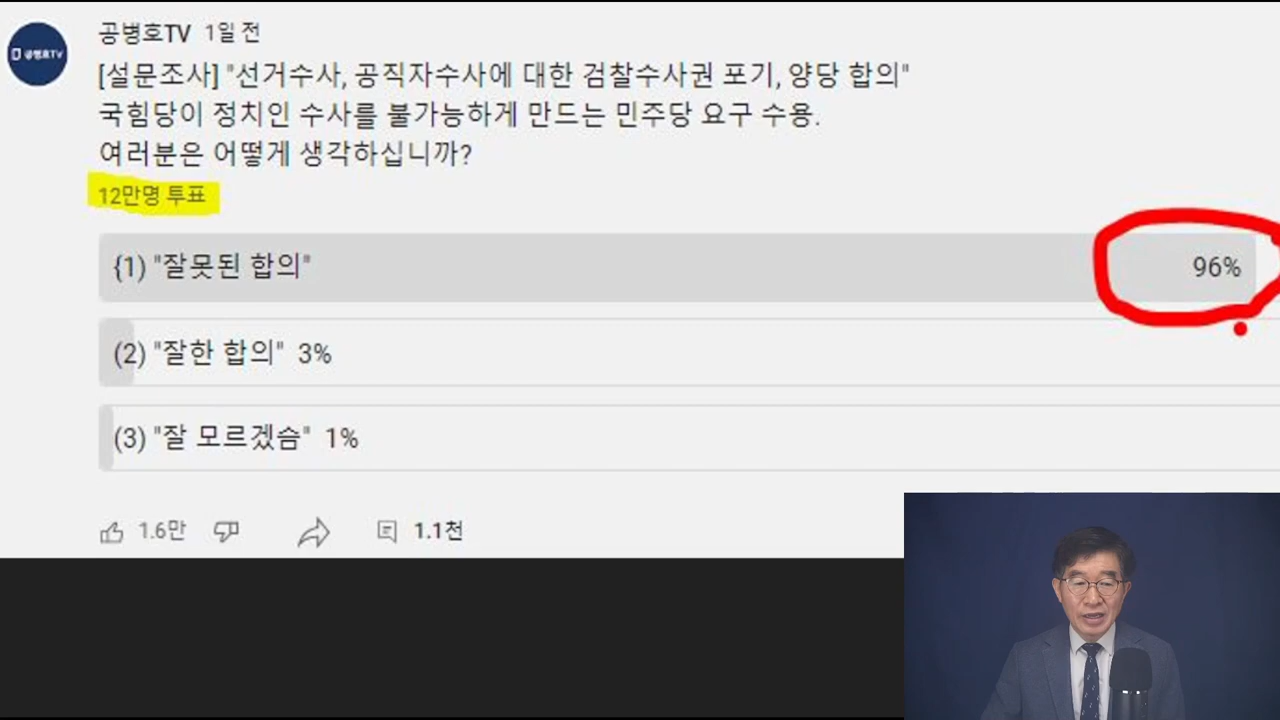 공병호TV
공병호TV 1일 전
[설문조사] "선거수사, 공직자수사에 대한 검찰수사권 포기, 양당 합의"
국힘당이 정치인 수사를 불가능하게 만드는 민주당 요구 수용.
여러분은 어떻게 생각하십니까?
12만명 투표
{1) "잘못된 합의" 96%
(2) "잘한 합의" 3%
(3) "잘 모르겠슴" 1%
1.6만 1.1천